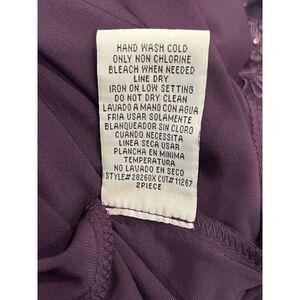 HAND WASH COLD
ONLY NON CHLORINE
BLEACH WHEN NEEDED
LINE DRY
IRON ON LOW SETTING
DO NOT DRY CLEAN
LAVADO A MANO CON AGUA
FRIA USAR SOLAMENTE
BLANQUEADOR SIN CLORO
CUANDO NECESSITA
LINEA SECA USAR
PLANCHA EN MINIMA
TEMPERATURA
NO LAVADO EN SECO
STYLE# 28260X CUT# 11267
2PIECE